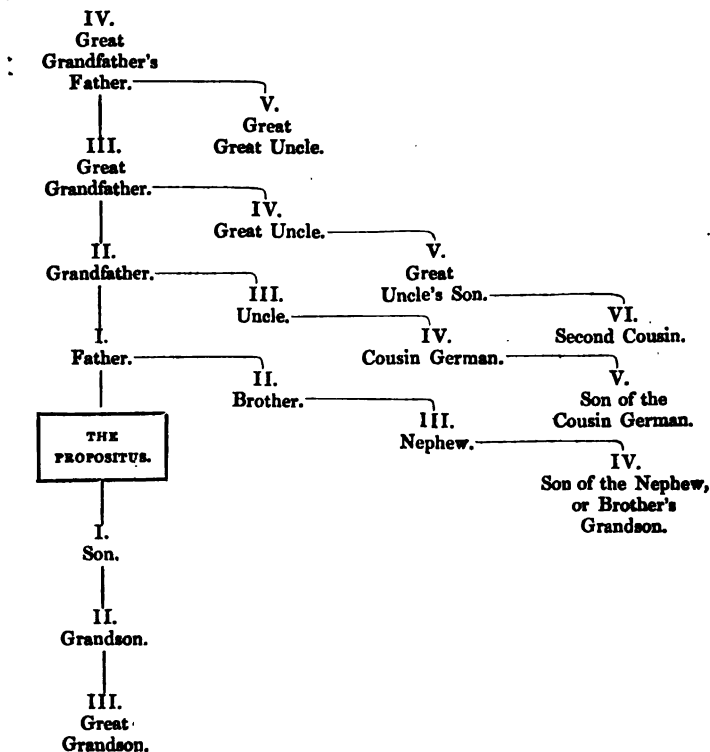 IV.
Great
Grandfather's
Father.
V.
Great
Great Uncle.
III.
Great
Grandfather.
IV.
Great Uncle.
V.
Great
Uncle's Son.
VI.
Second Cousin.
II.
Grandfather.
III.
Uncle.
IV.
Cousin German.
V.
Son of the
Cousin German.
I.
Father.
II.
Brother.
III.
Nephew.
IV.
Son of the Nephew,
or Brother's
Grandson.
THE
PROPOSITUS.
I.
Son.
II.
Grandson.
III.
Great
Grandson.